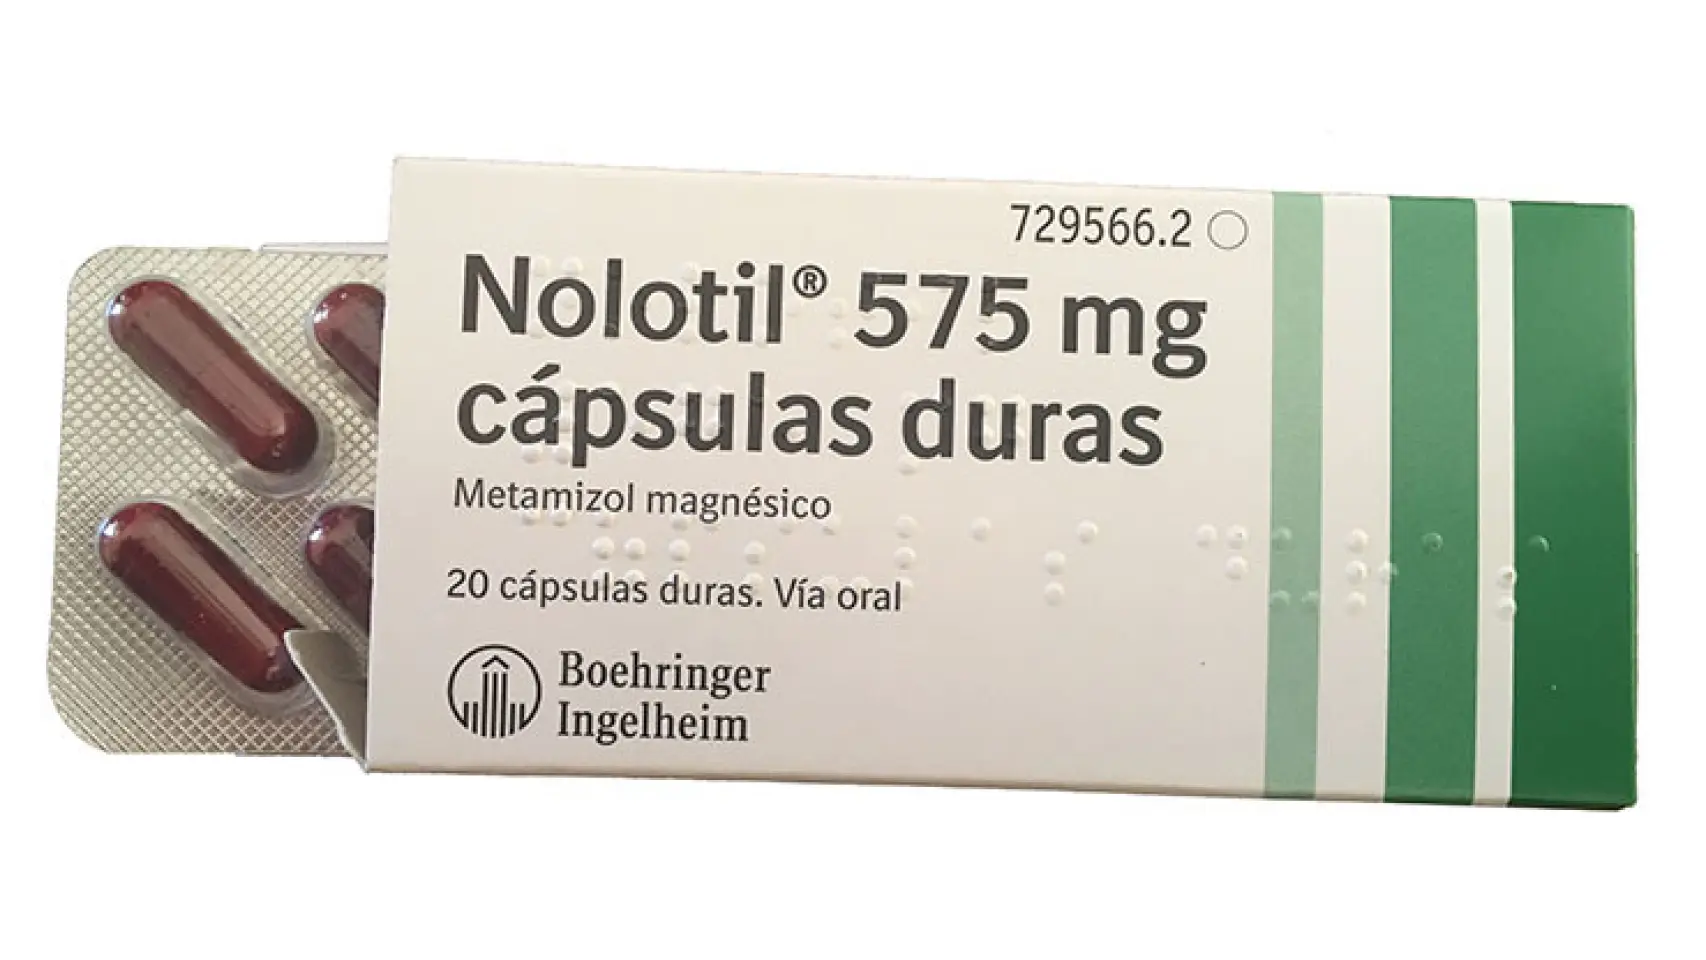 729566.2
Nolotil® 575 mg
cápsulas duras
Metamizol magnésico
20 cápsulas duras. Vía oral
Boehringer
Ingelheim